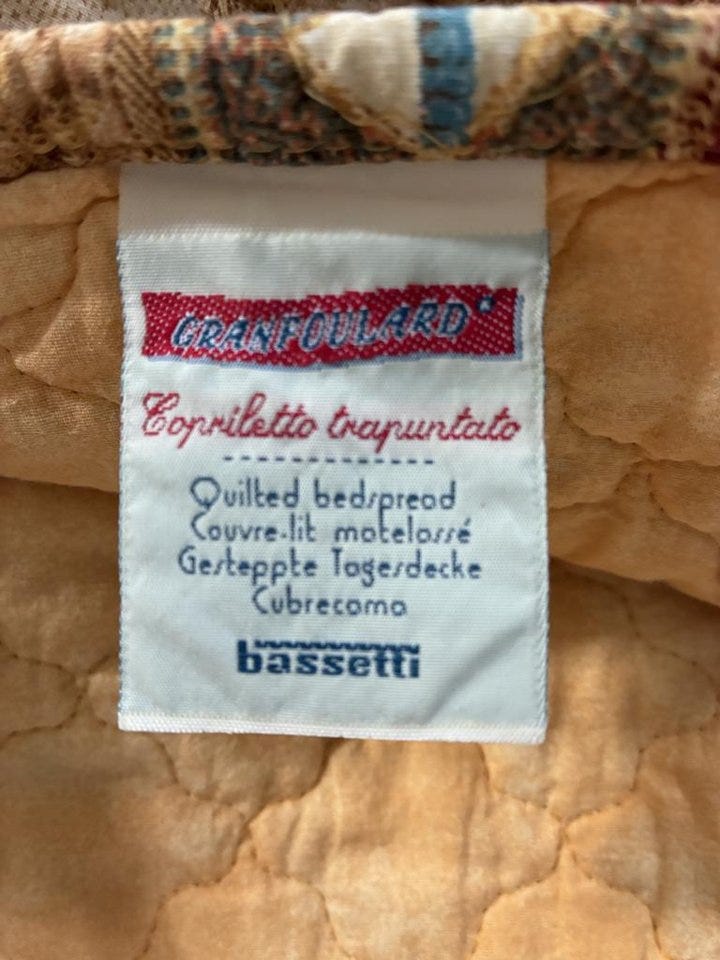 GRANFOULARD®
Copriletto trapuntato
Quilted bedspread
Couvre-lit matelassé
Gesteppte Tagesdecke
Cubrecama
bassetti